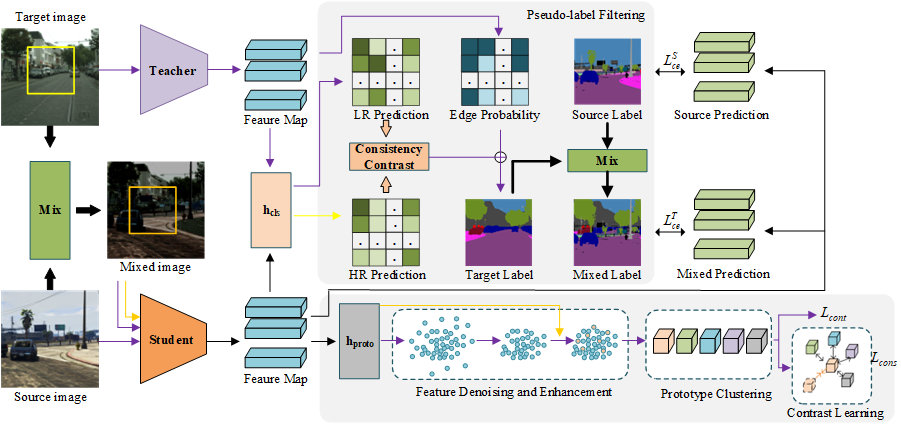 Target image
Pseudo-label Filtering
Teacher
Feaure Map
LR Prediction
Edge Probability
Source Label
L_{ce}^{S}
Source Prediction
Consistency
Contrast
Mix
Mix
h_{cls}
Mixed image
HR Prediction
Target Label
Mixed Label
L_{ce}^{T}
Mixed Prediction
Student
Feaure Map
h_{proto}
L_{cont}
L_{cons}
Source image
Feature Denoising and Enhancement
Prototype Clustering
Contrast Learning